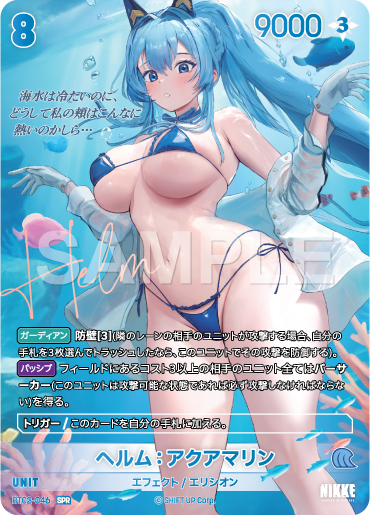 8
9000 3
海水は冷たいのに、
どうして私の頬はこんなに
熱いのかしら…
Helm
SAMPLE
ガーディアン 防壁[3](隣のレーンの相手のユニットが攻撃する場合、自分の
手札を3枚選んでトラッシュしたなら、このユニットでその攻撃を防御する)。
パッシブ フィールドにあるコスト3以上の相手のユニット全てはバーサ
ーカー(このユニットは攻撃可能な状態であれば必ず攻撃しなければならな
い)を得る。
トリガー/このカードを自分の手札に加える。
ヘルム:アクアマリン
UNIT
エフェクト / エリシオン
BT03-046 SPR
© SHIFT UP Corp.
NIKKE